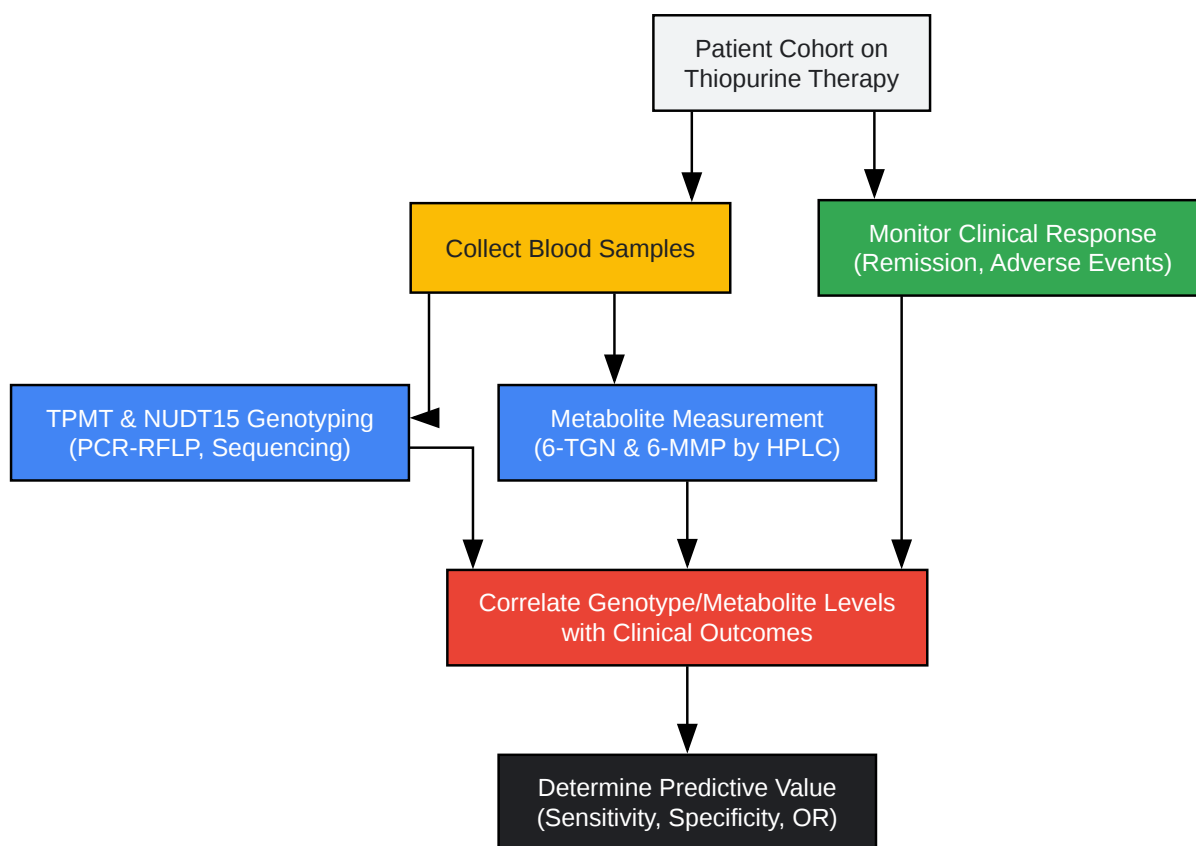 Patient Cohort on
Thiopurine Therapy
Collect Blood Samples
Monitor Clinical Response
(Remission, Adverse Events)
TPMT & NUDT15 Genotyping
(PCR-RFLP, Sequencing)
Metabolite Measurement
(6-TGN & 6-MMP by HPLC)
Correlate Genotype/Metabolite Levels
with Clinical Outcomes
Determine Predictive Value
(Sensitivity, Specificity, OR)